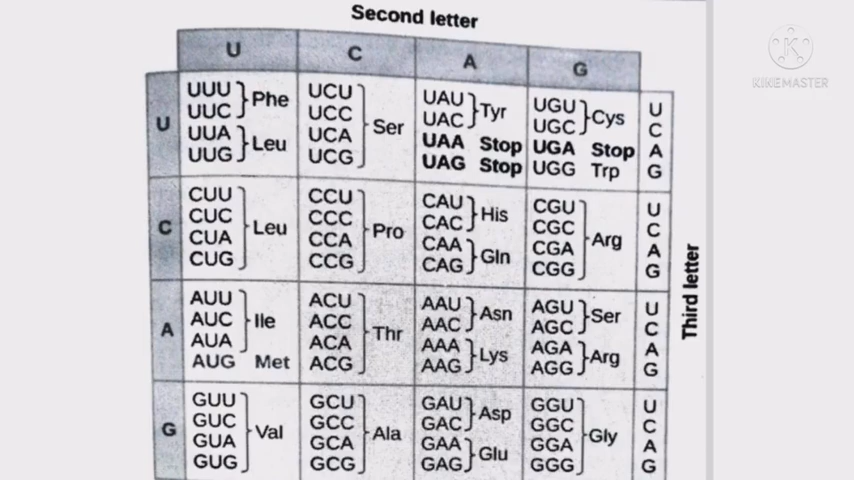 Second letter
KINEMASTER
U C A G
UUU Phe UCU Ser UAU Tyr UGU Cys U
UUC UCC UAC UGC C
U UUA Leu UCA UAA Stop UGA Stop A
UUG UCG UAG Stop UGG Trp G
CUU Leu CCU Pro CAU His CGU Arg U
CUC CCC CAC CGC C
C CUA CCA CAA Gln CGA A
CUG CCG CAG CGG G
AUU Ile ACU Thr AAU Asn AGU Ser U
AUC ACC AAC AGC C
A AUA ACA AAA Lys AGA Arg A
AUG Met ACG AAG AGG G
GUU Val GCU Ala GAU Asp GGU Gly U
GUC GCC GAC GGC C
G GUA GCA GAA Glu GGA A
GUG GCG GAG GGG G
Third letter